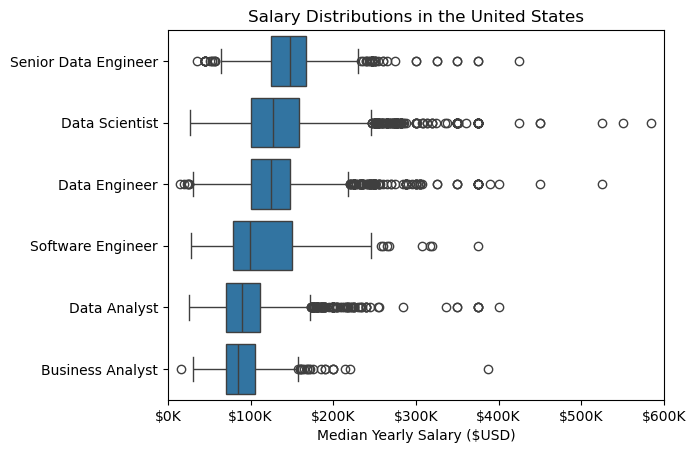 Salary Distributions in the United States
Senior Data Engineer
Data Scientist
Data Engineer
Software Engineer
Data Analyst
Business Analyst
$0K $100K $200K $300K $400K $500K $600K
Median Yearly Salary ($USD)